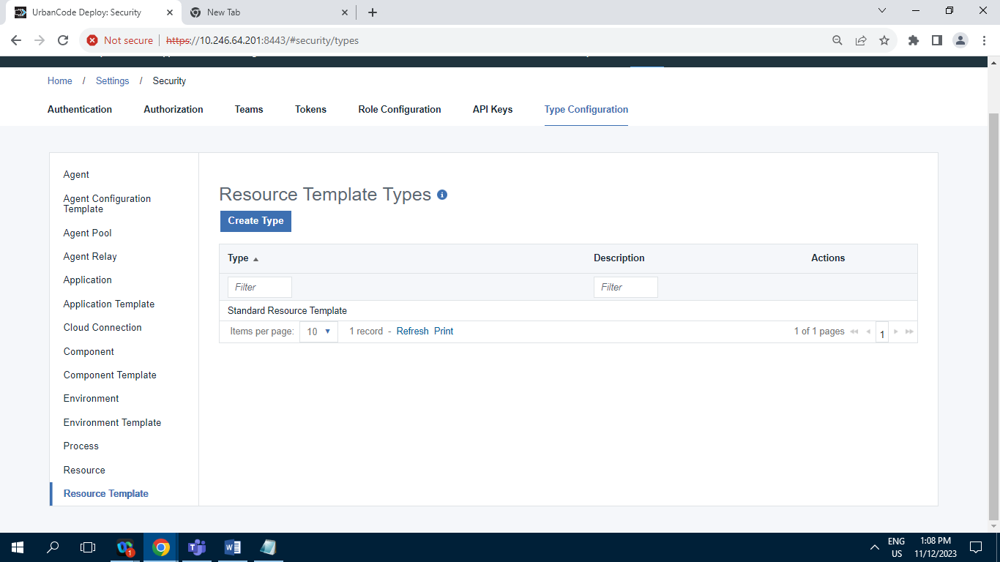 UrbanCode Deploy: Security
New Tab
Not secure
https://10.246.64.201:8443/#security/types
Home / Settings / Security
Authentication Authorization Teams Tokens Role Configuration API Keys Type Configuration
Agent
Agent Configuration
Template
Agent Pool
Agent Relay
Application
Application Template
Cloud Connection
Component
Component Template
Environment
Environment Template
Process
Resource
Resource Template
Resource Template Types
Create Type
Type Description Actions
Filter Filter
Standard Resource Template
Items per page: 10 1 record - Refresh Print 1 of 1 pages 1
1
ENG 1:08 PM
US 11/12/2023